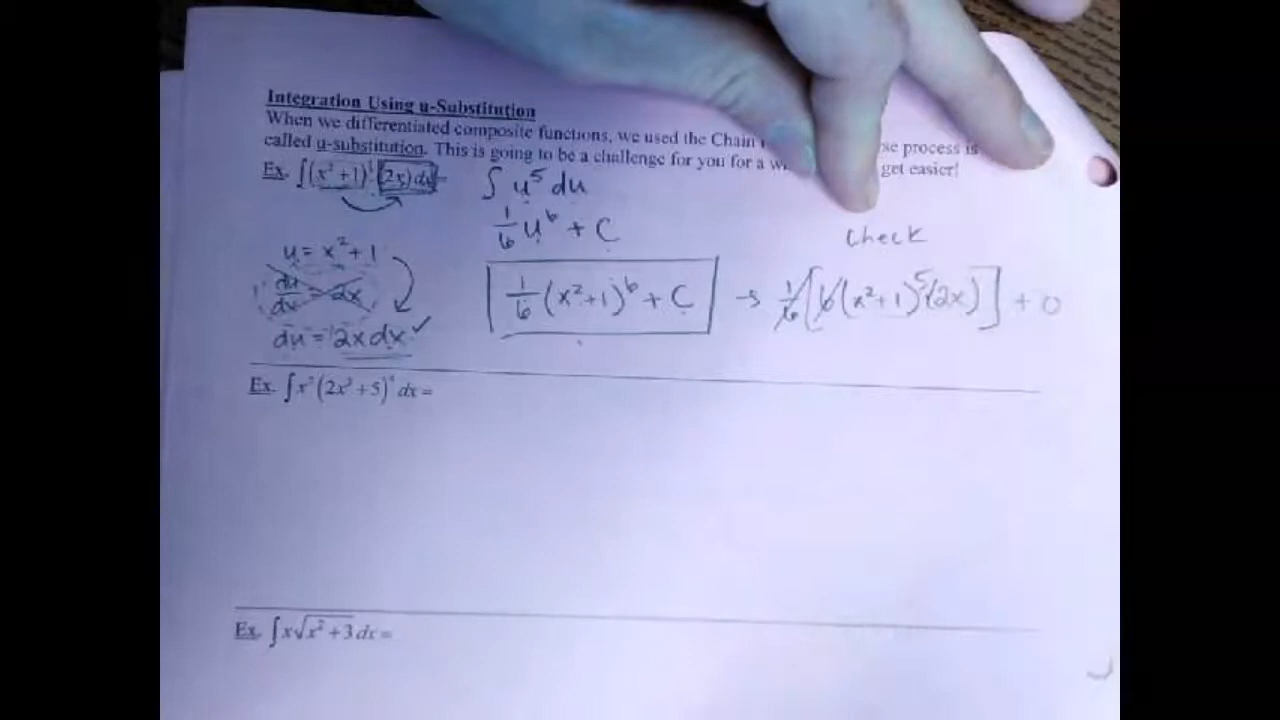 Integration Using u-Substitution
When we differentiated composite functions, we used the Chain se process is
called u-substitution. This is going to be a challenge for you for a get easier!
Ex. ∫(x² + 1)⁵(2x) dx = ∫ u⁵ du
1/6 u⁶ + C
check
u = x² + 1
du/dx = 2x
1/6 (x²+1)⁶ + C → 1/6 [6(x²+1)⁵(2x)] + 0
du = 2x dx ✓
Ex. ∫x²(2x³ + 5)⁴ dx =
Ex. ∫x√(x² + 3) dx =